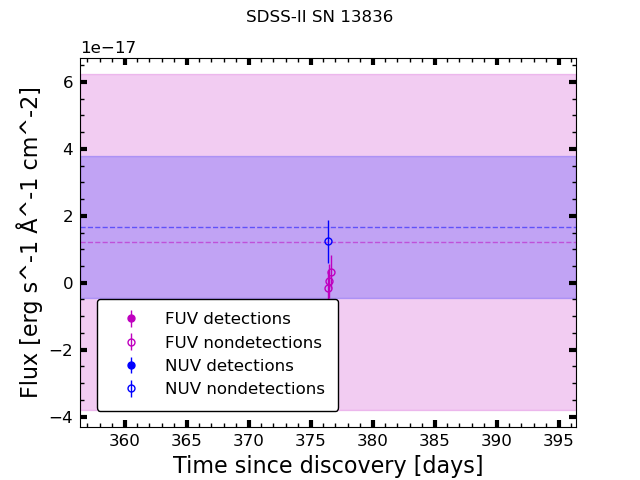 SDSS-II SN 13836
1e−17
6
4
2
0
−2
−4
Flux [erg s^-1 Å^-1 cm^-2]
FUV detections
FUV nondetections
NUV detections
NUV nondetections
360 365 370 375 380 385 390 395
Time since discovery [days]